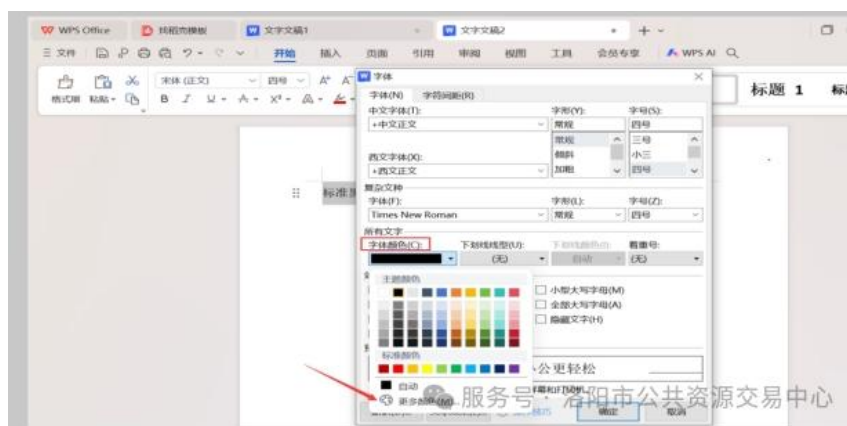 WPS Office 找稻壳模板 文字文稿1 文字文稿2
文件 开始 插入 页面 引用 审阅 视图 工具 会员专享 WPS AI
格式刷 粘贴 宋体 (正文) 四号 标题 1
字体
字体(N) 字符间距(R)
中文字体(T): 字形(Y): 字号(S):
+中文正文 常规 四号
常规 三号
倾斜 小三
加粗 四号
西文字体(X):
+西文正文
复杂文种
字体(F): 字形(L): 字号(Z):
Times New Roman 常规 四号
所有文字
字体颜色(C): 下划线线型(U): 下划线颜色(I): 着重号:
(无) 自动 (无)
主题颜色
小型大写字母(M)
全部大写字母(A)
隐藏文字(H)
标准颜色
公更轻松
自动
更多颜色(M)...
服务号 · 洛阳市公共资源交易中心
确定 取消